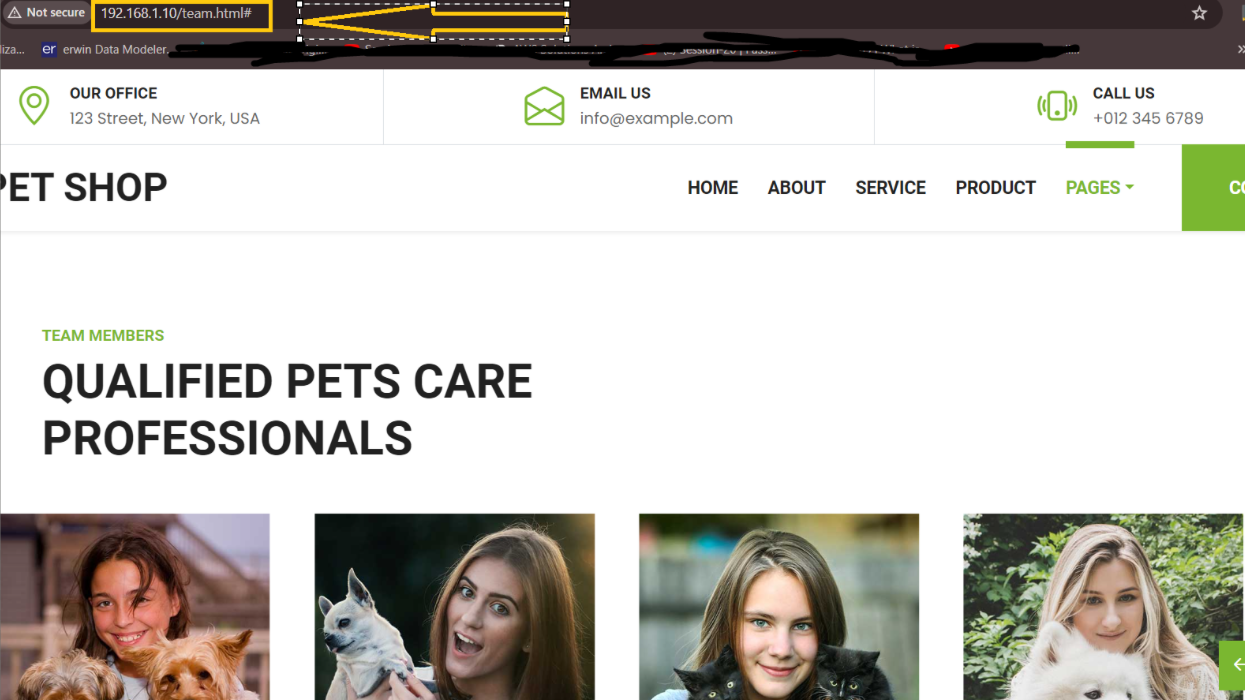 Not secure
192.168.1.10/team.html#
liza...
er erwin Data Modeler.
OUR OFFICE
123 Street, New York, USA
EMAIL US
info@example.com
CALL US
+012 345 6789
PET SHOP
HOME ABOUT SERVICE PRODUCT PAGES
CO
TEAM MEMBERS
QUALIFIED PETS CARE
PROFESSIONALS